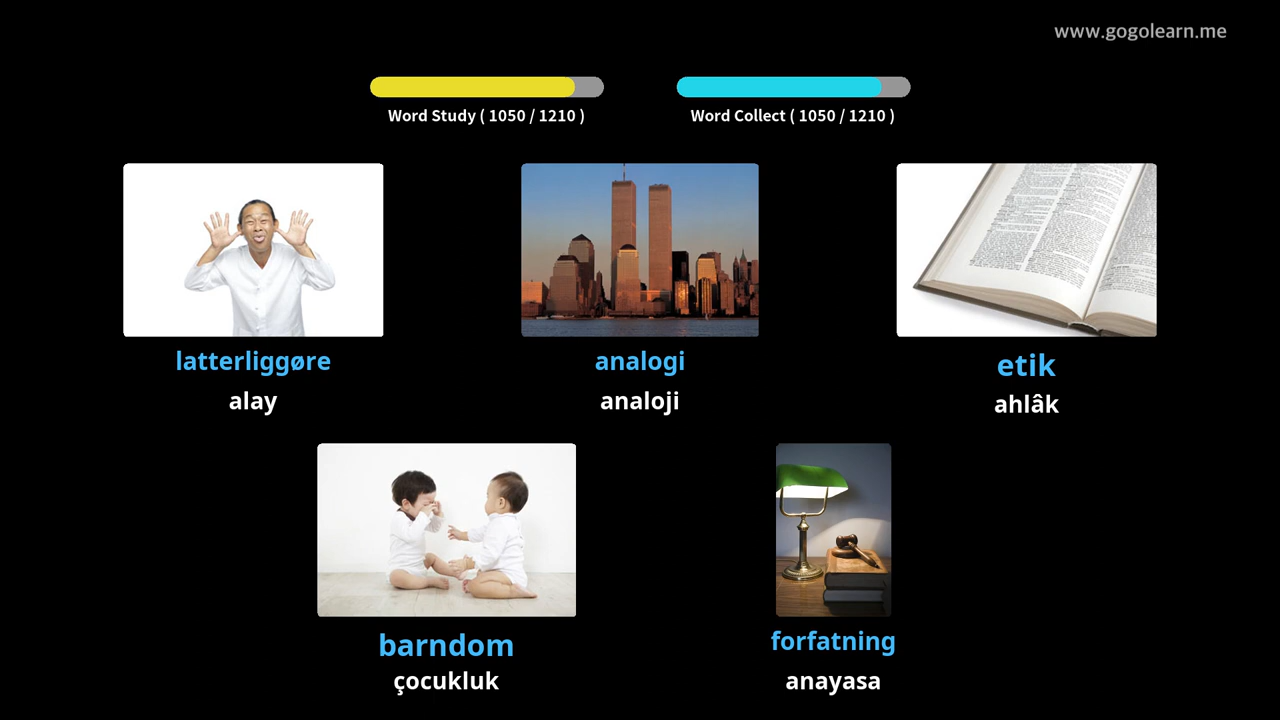 www.gogolearn.me
Word Study ( 1050 / 1210 )
Word Collect ( 1050 / 1210 )
latterliggøre
alay
analogi
analoji
etik
ahlâk
barndom
çocukluk
forfatning
anayasa